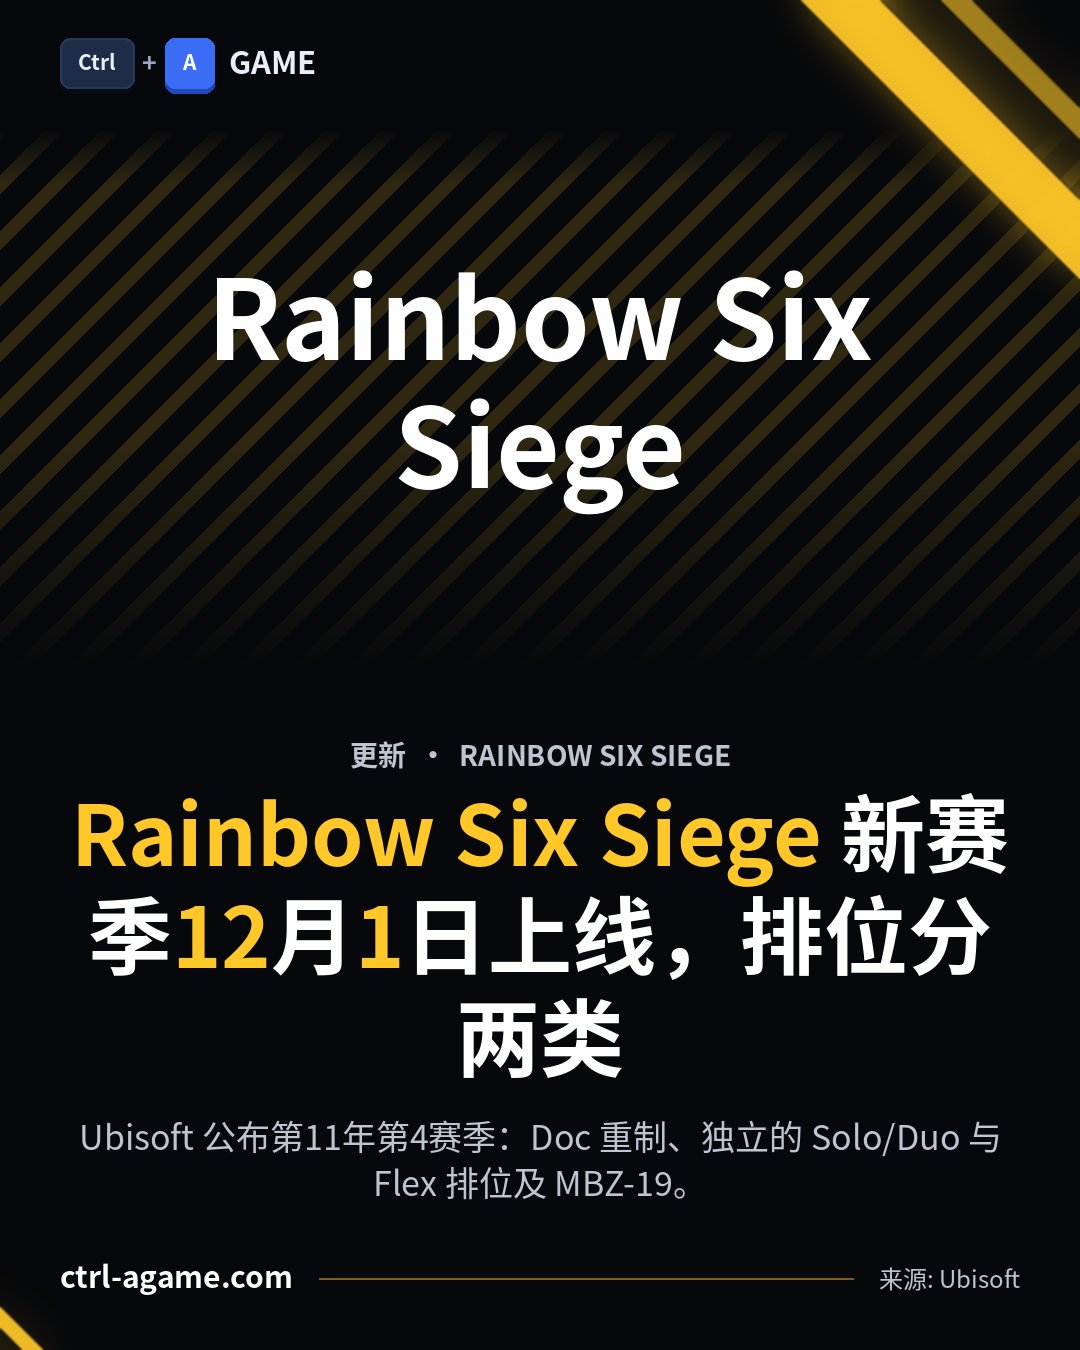 Ctrl + A GAME
Rainbow Six
Siege
更新 • RAINBOW SIX SIEGE
Rainbow Six Siege 新赛
季12月1日上线，排位分
两类
Ubisoft 公布第11年第4赛季：Doc 重制、独立的 Solo/Duo 与
Flex 排位及 MBZ-19。
ctrl-agame.com
来源: Ubisoft